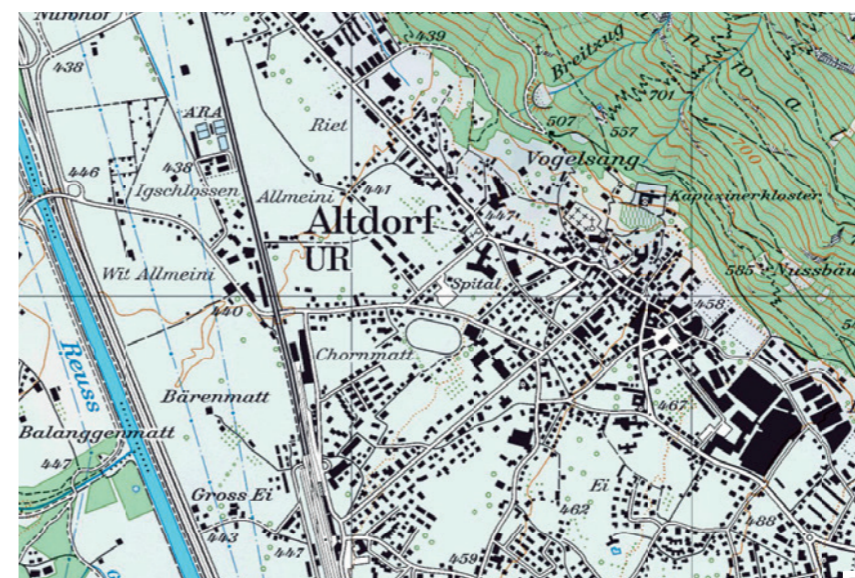 439
Breitzug
438
701
ARA
Riet
507
557
Vogelsang
700
438
446
Igschlossen
Allmeini
441
Kapuzinerkloster
Altdorf
447
UR
Wit Allmeini
Spital
585
440
458
Reuss
Chornmatt
Bärenmatt
467
Balanggenmatt
447
Ei
Gross Ei
462
443
447
488
459